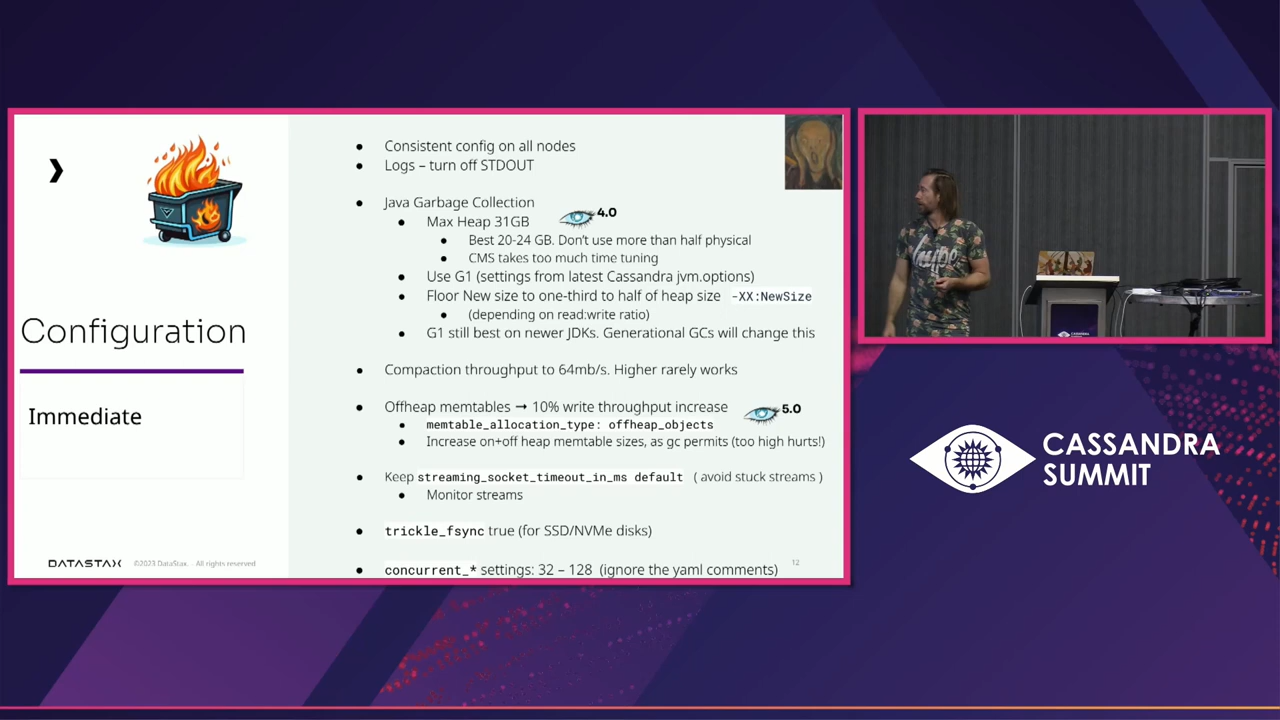 Configuration
Immediate
DATASTAX ©2023 DataStax. - All rights reserved
● Consistent config on all nodes
● Logs – turn off STDOUT
● Java Garbage Collection
● Max Heap 31GB 4.0
● Best 20-24 GB. Don't use more than half physical
● CMS takes too much time tuning
● Use G1 (settings from latest Cassandra jvm.options)
● Floor New size to one-third to half of heap size -XX:NewSize
● (depending on read:write ratio)
● G1 still best on newer JDKs. Generational GCs will change this
● Compaction throughput to 64mb/s. Higher rarely works
● Offheap memtables → 10% write throughput increase 5.0
● memtable_allocation_type: offheap_objects
● Increase on+off heap memtable sizes, as gc permits (too high hurts!)
● Keep streaming_socket_timeout_in_ms default ( avoid stuck streams )
● Monitor streams
● trickle_fsync true (for SSD/NVMe disks)
● concurrent_* settings: 32 – 128 (ignore the yaml comments)
12
CASSANDRA
SUMMIT